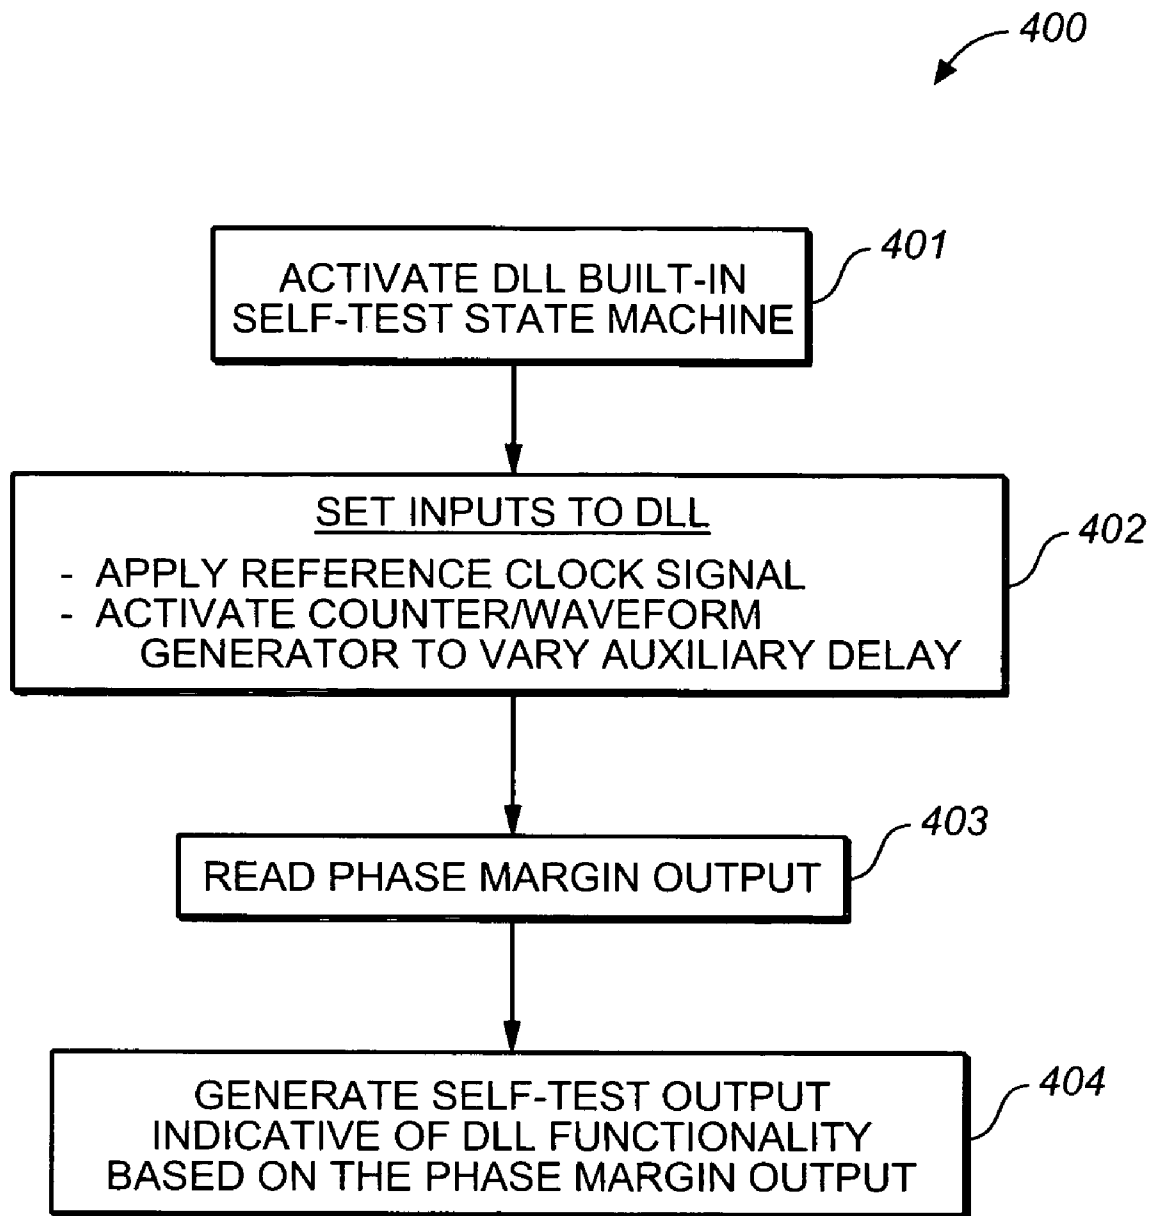 400
401
ACTIVATE DLL BUILT-IN
SELF-TEST STATE MACHINE
402
SET INPUTS TO DLL
- APPLY REFERENCE CLOCK SIGNAL
- ACTIVATE COUNTER/WAVEFORM
GENERATOR TO VARY AUXILIARY DELAY
403
READ PHASE MARGIN OUTPUT
404
GENERATE SELF-TEST OUTPUT
INDICATIVE OF DLL FUNCTIONALITY
BASED ON THE PHASE MARGIN OUTPUT